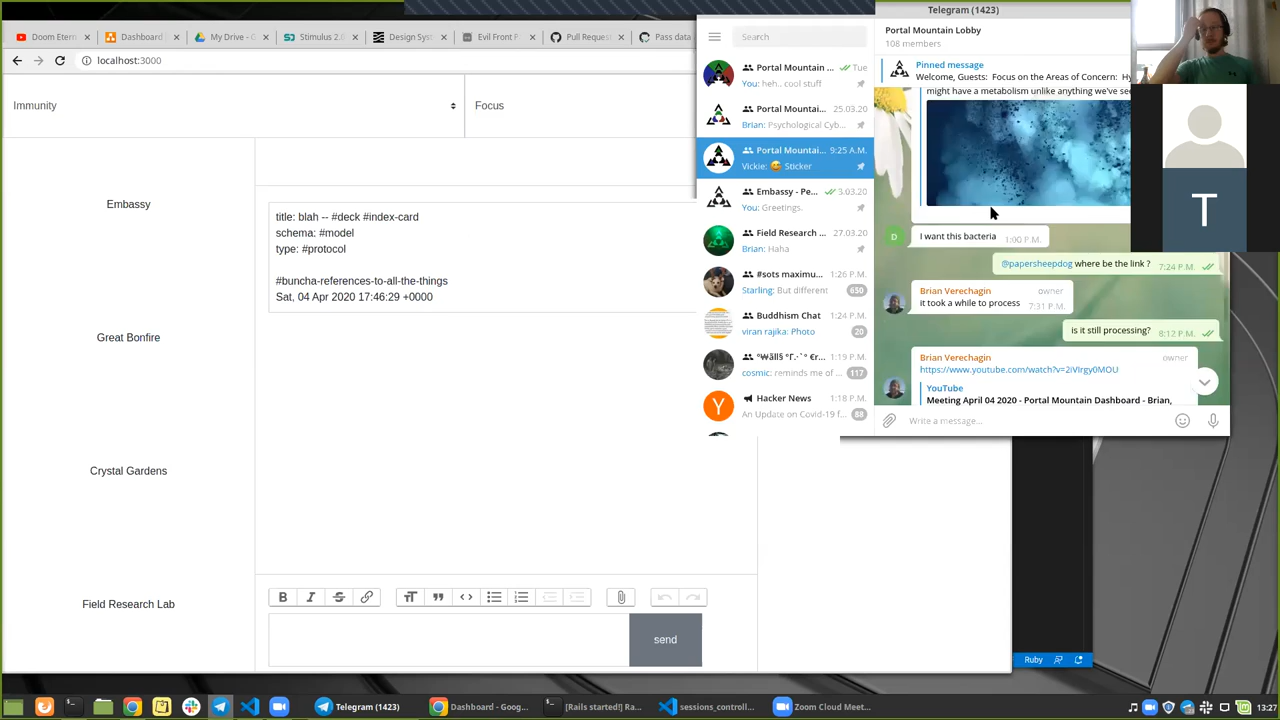 Telegram (1423)
Doom Etern
Dashboard :
My Drive - G
Stimulus 2.0
Design Sys
Evil Front P
Pull Reques
Pass data
localhost:3000
Immunity
Focus
Embassy
Great Bonfire
Crystal Gardens
Field Research Lab
title: blah -- #deck #index-card
schema: #model
type: #protocol
#buncha-references-to-all-the-things
Sat, 04 Apr 2020 17:46:29 +0000
send
Search
Portal Mountain ... Tue
You: heh.. cool stuff
Portal Mountai... 25.03.20
Brian: Psychological Cyb...
Portal Mountai... 9:25 A.M.
Vickie: 😅 Sticker
Embassy - Pe... 3.03.20
You: Greetings.
Field Research ... 27.03.20
Brian: Haha
#sots maximu... 1:26 P.M.
Starling: But different 650
Buddhism Chat 1:24 P.M.
viran rajika: Photo 20
1:19 P.M.
cosmic: reminds me of ... 117
Y
Hacker News 1:18 P.M.
An Update on Covid-19 f... 88
Portal Mountain Lobby
108 members
Pinned message
Welcome, Guests: Focus on the Areas of Concern: Hy
might have a metabolism unlike anything we've see
D
I want this bacteria 1:00 P.M.
@papersheepdog where be the link ? 7:24 P.M.
Brian Verechagin owner
it took a while to process 7:31 P.M.
is it still processing? 8:12 P.M.
Brian Verechagin owner
https://www.youtube.com/watch?v=2iVIrgy0MOU
YouTube
Meeting April 04 2020 - Portal Mountain Dashboard - Brian,
Write a message...
T
Ruby
Telegram (1423)
Dashboard - Goog...
[Rails started!] Ra...
sessions_controll...
Zoom Cloud Meet...
13:27